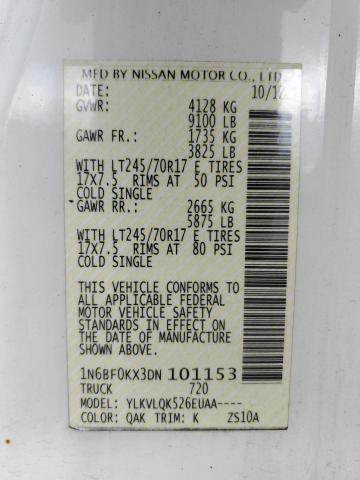 MFD BY NISSAN MOTOR CO., LTD.
DATE: 10/12
GVWR: 4128 KG
9100 LB
GAWR FR.: 1735 KG
3825 LB
WITH LT245/70R17 E TIRES
17X7.5 RIMS AT 50 PSI
COLD SINGLE
GAWR RR.: 2665 KG
5875 LB
WITH LT245/70R17 E TIRES
17X7.5 RIMS AT 80 PSI
COLD SINGLE
THIS VEHICLE CONFORMS TO
ALL APPLICABLE FEDERAL
MOTOR VEHICLE SAFETY
STANDARDS IN EFFECT ON
THE DATE OF MANUFACTURE
SHOWN ABOVE.
1N6BF0KX3DN 101153
TRUCK 720
MODEL: YLKVLQK526EUAA----
COLOR: QAK TRIM: K ZS10A